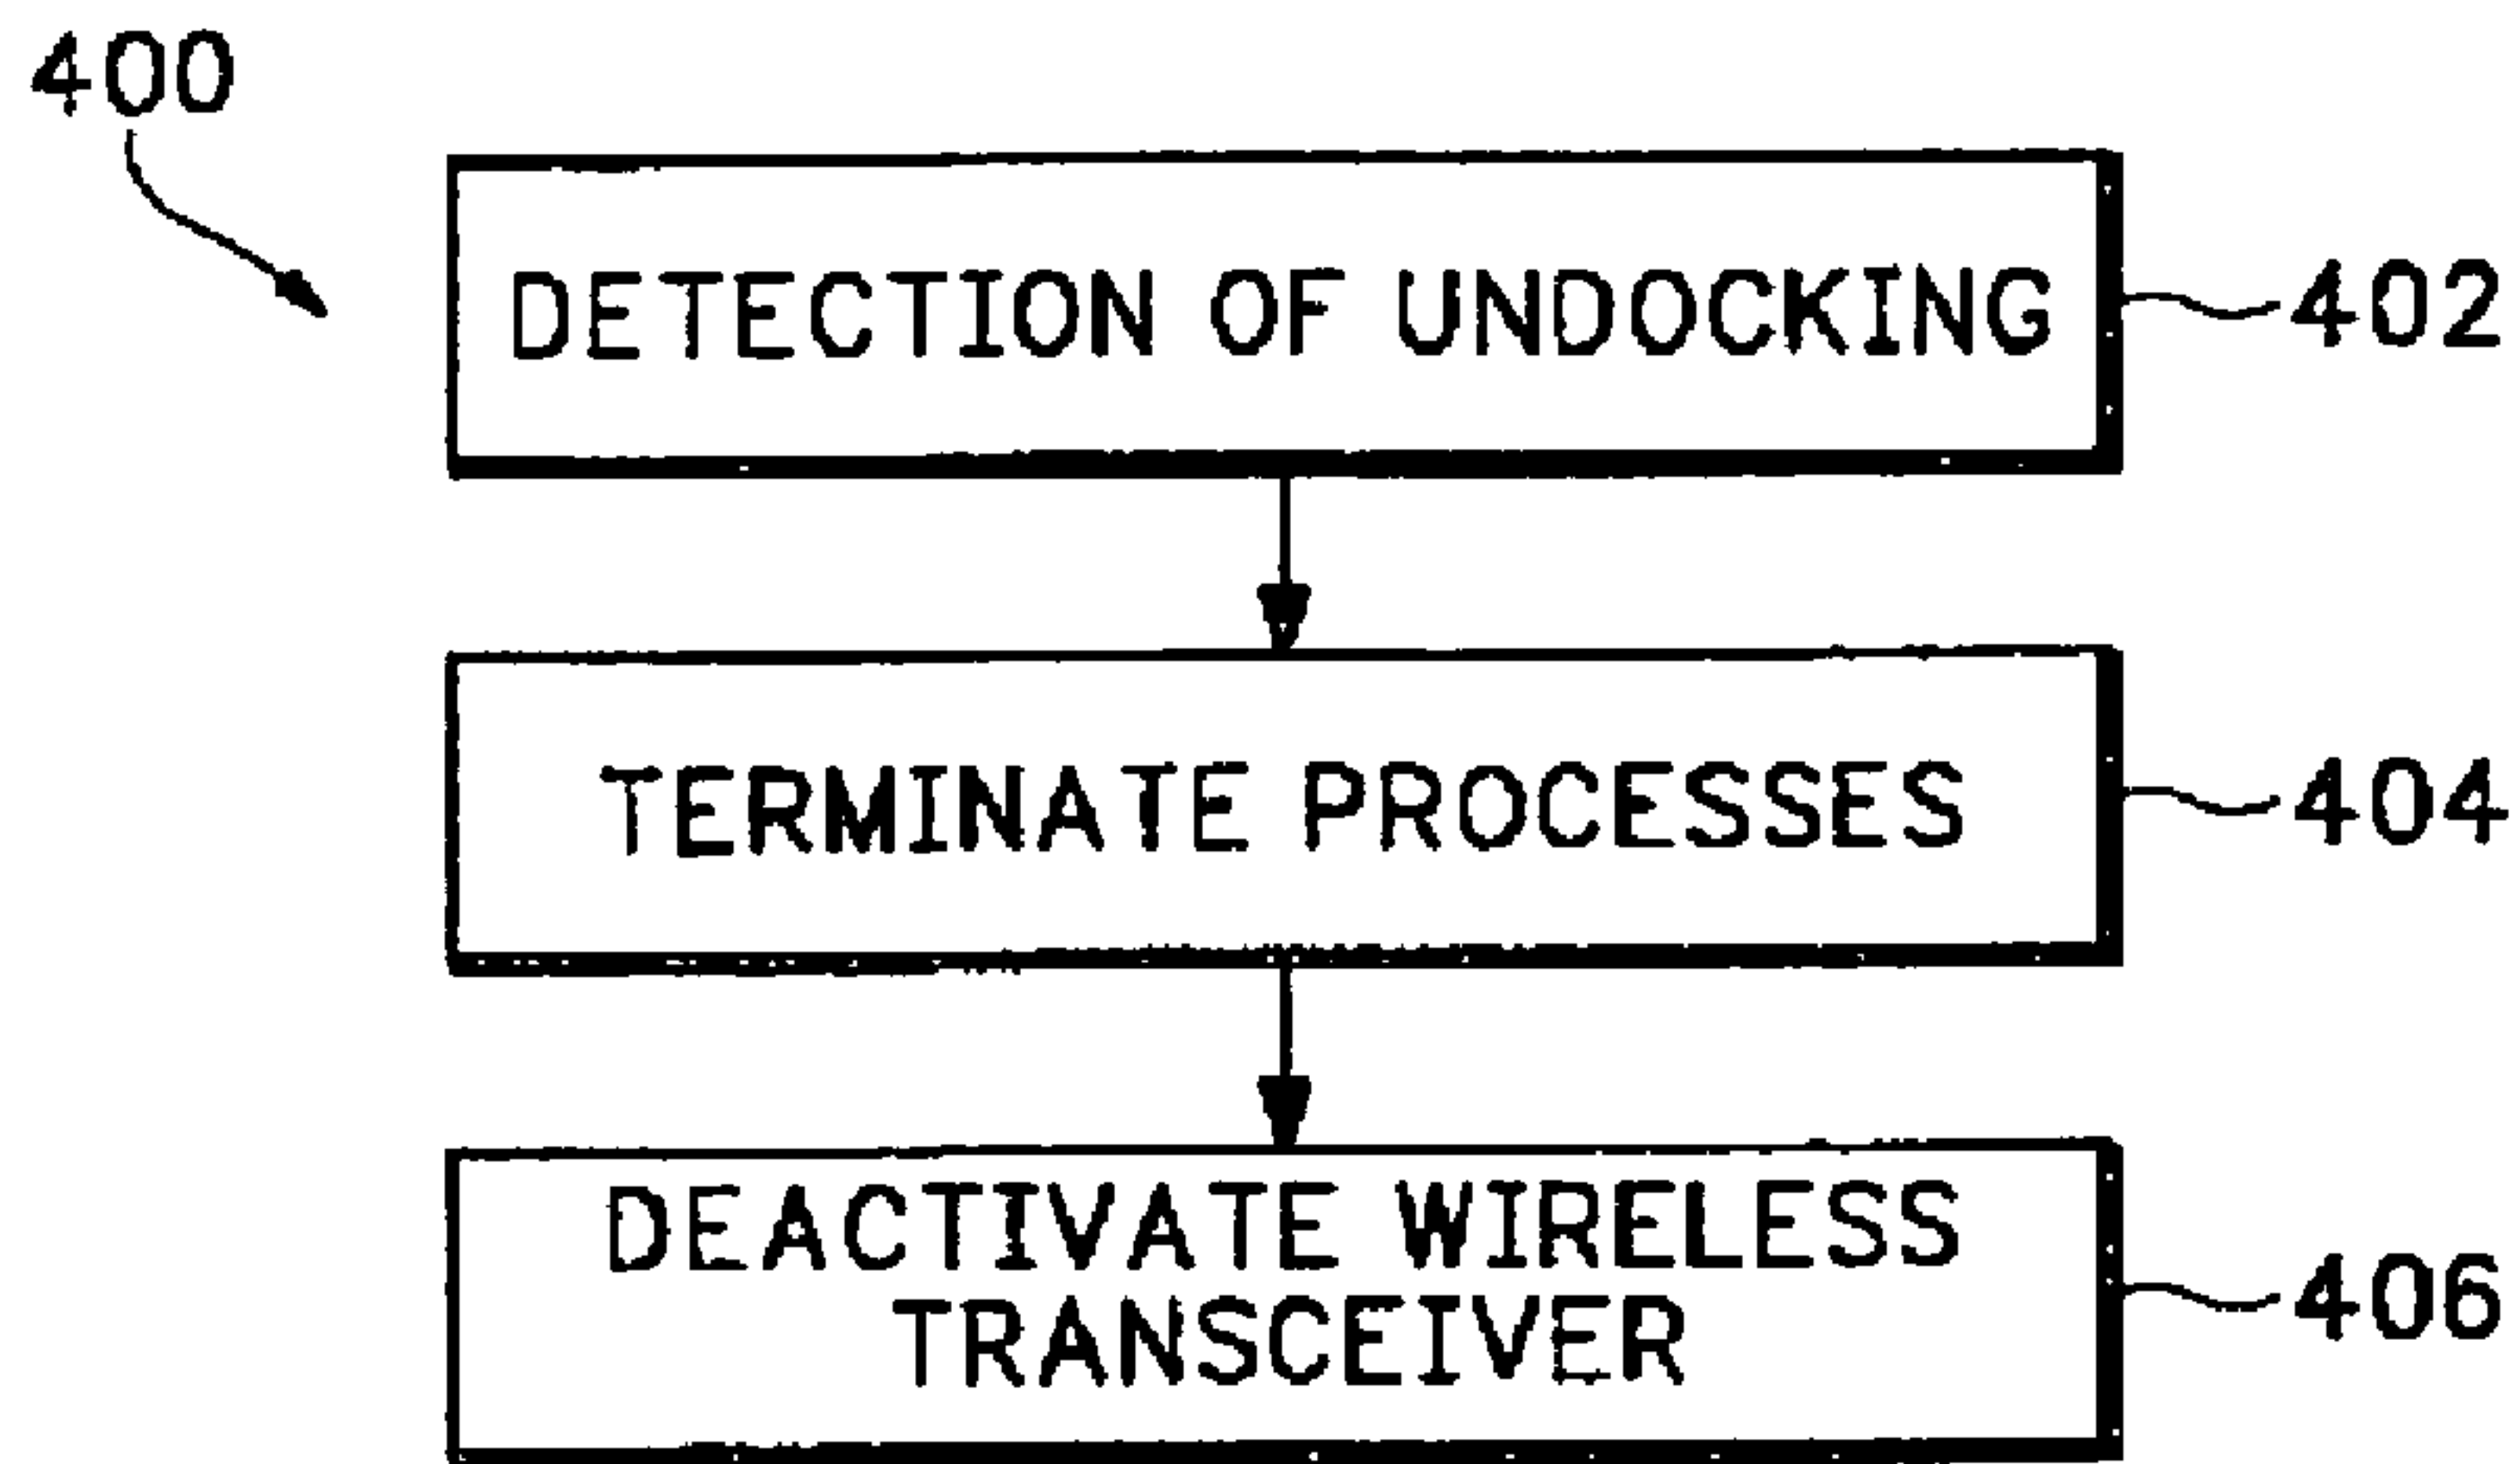 400
DETECTION OF UNDOCKING
402
TERMINATE PROCESSES
404
DEACTIVATE WIRELESS
TRANSCEIVER
406